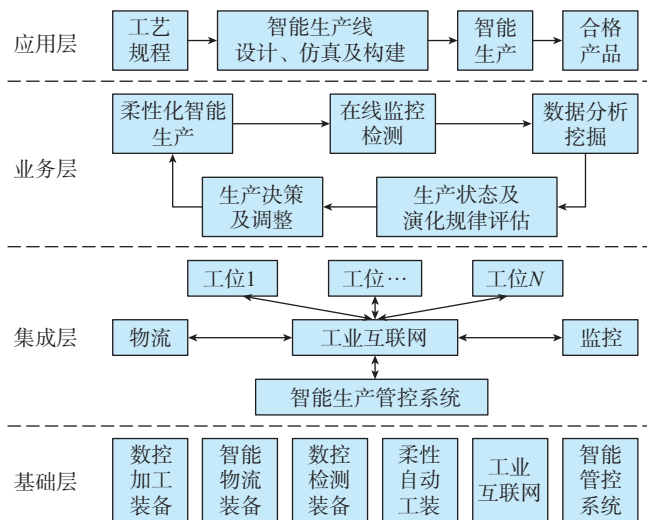 应用层
工艺
规程
智能生产线
设计、仿真及构建
智能
生产
合格
产品
业务层
柔性化智能
生产
在线监控
检测
数据分析
挖掘
生产决策
及调整
生产状态及
演化规律评估
集成层
工位1
工位…
工位N
物流
工业互联网
监控
智能生产管控系统
基础层
数控
加工
装备
智能
物流
装备
数控
检测
装备
柔性
自动
工装
工业
互联网
智能
管控
系统